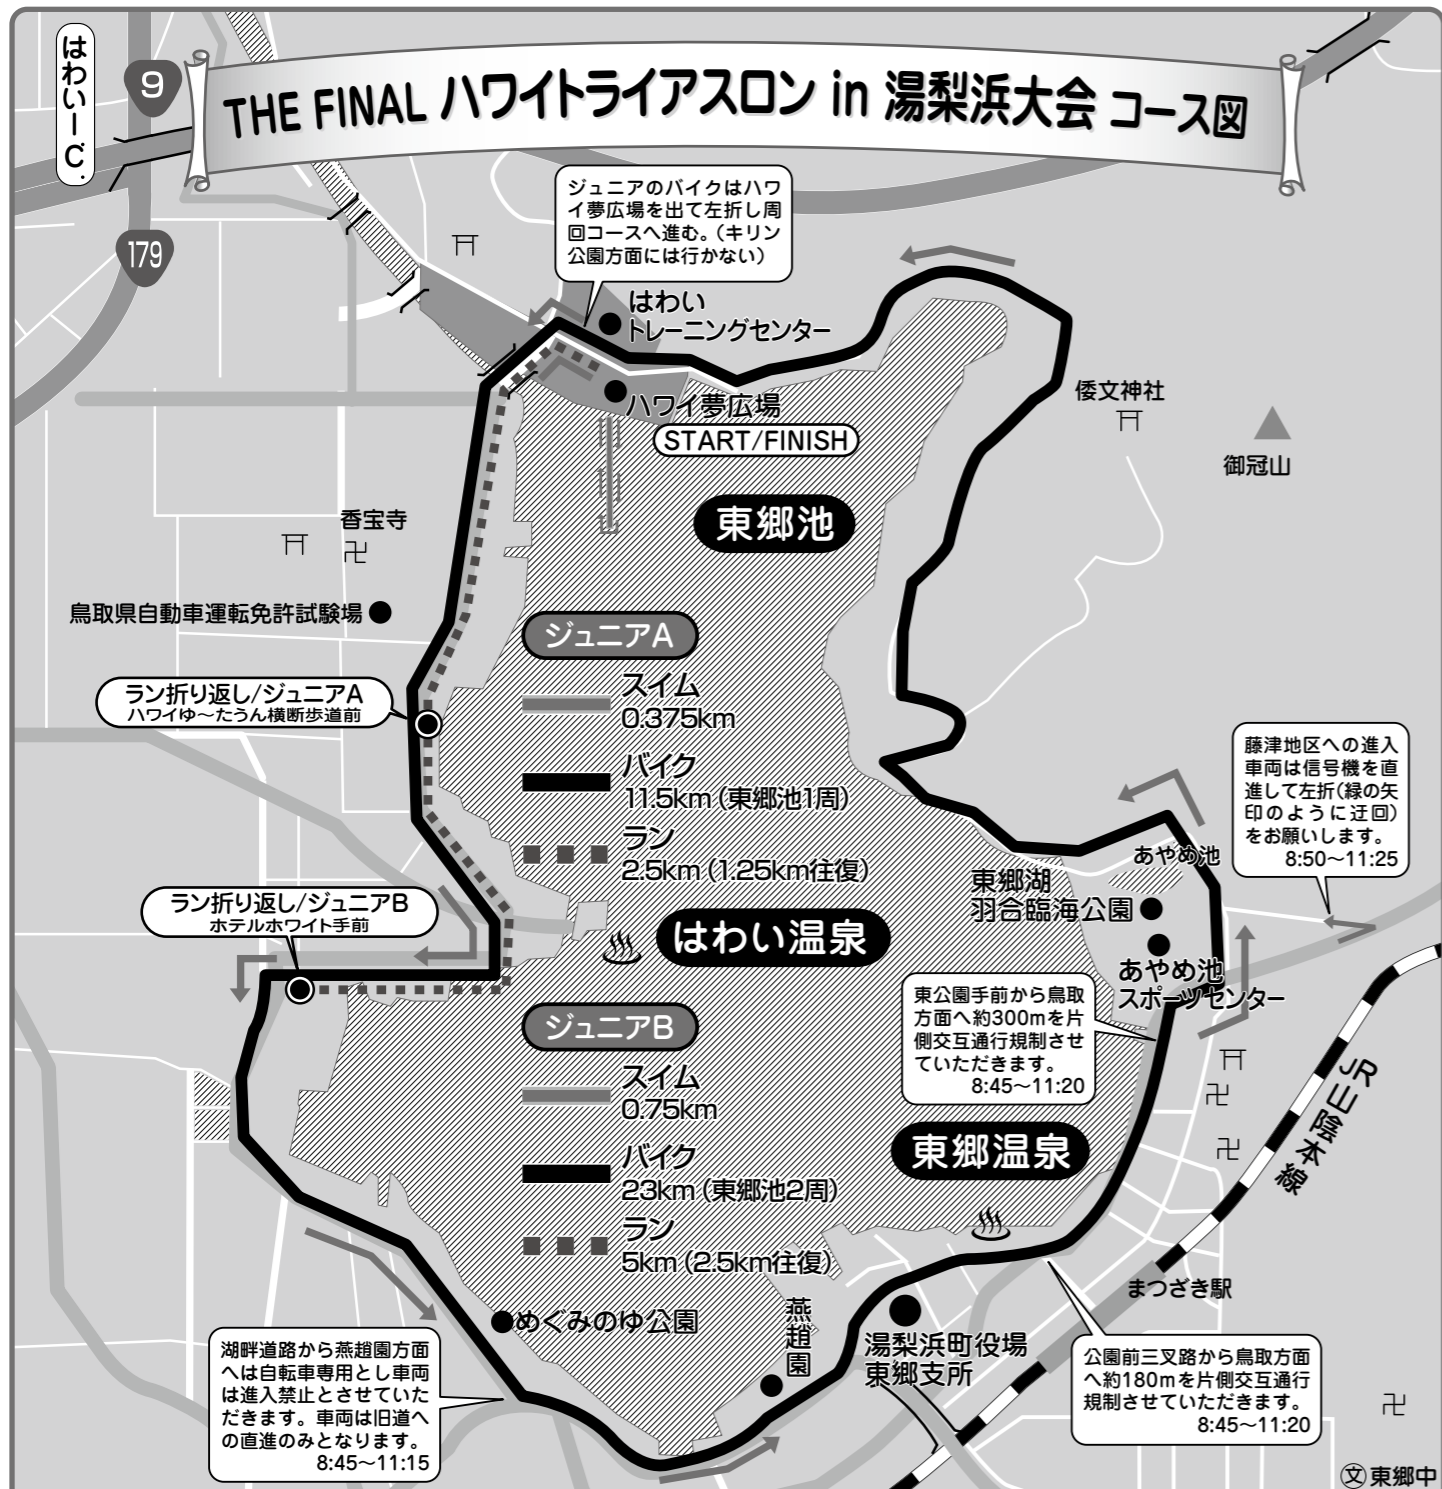 はわいI.C.
9
THE FINAL ハワイトライアスロン in 湯梨浜大会 コース図
179
ジュニアのバイクはハワ
イ夢広場を出て左折し周
回コースへ進む。(キリン
公園方面には行かない)
はわい
トレーニングセンター
ハワイ夢広場
START/FINISH
倭文神社
御冠山
東郷池
香宝寺
鳥取県自動車運転免許試験場
ジュニアA
スイム
0.375km
バイク
11.5km (東郷池1周)
ラン
2.5km (1.25km往復)
ラン折り返し/ジュニアA
ハワイゆ〜たうん横断歩道前
藤津地区への進入
車両は信号機を直
進して左折(緑の矢
印のように迂回)
をお願いします。
8:50〜11:25
あやめ池
東郷湖
羽合臨海公園
あやめ池
スポーツセンター
ラン折り返し/ジュニアB
ホテルホワイト手前
はわい温泉
東公園手前から鳥取
方面へ約300mを片
側交互通行規制させ
ていただきます。
8:45〜11:20
ジュニアB
スイム
0.75km
バイク
23km (東郷池2周)
ラン
5km (2.5km往復)
東郷温泉
JR山陰本線
まつざき駅
めぐみのゆ公園
燕趙園
湯梨浜町役場
東郷支所
湖畔道路から燕趙園方面
へは自転車専用とし車両
は進入禁止とさせていた
だきます。車両は旧道へ
の直進のみとなります。
8:45〜11:15
公園前三叉路から鳥取方面
へ約180mを片側交互通行
規制させていただきます。
8:45〜11:20
文東郷中